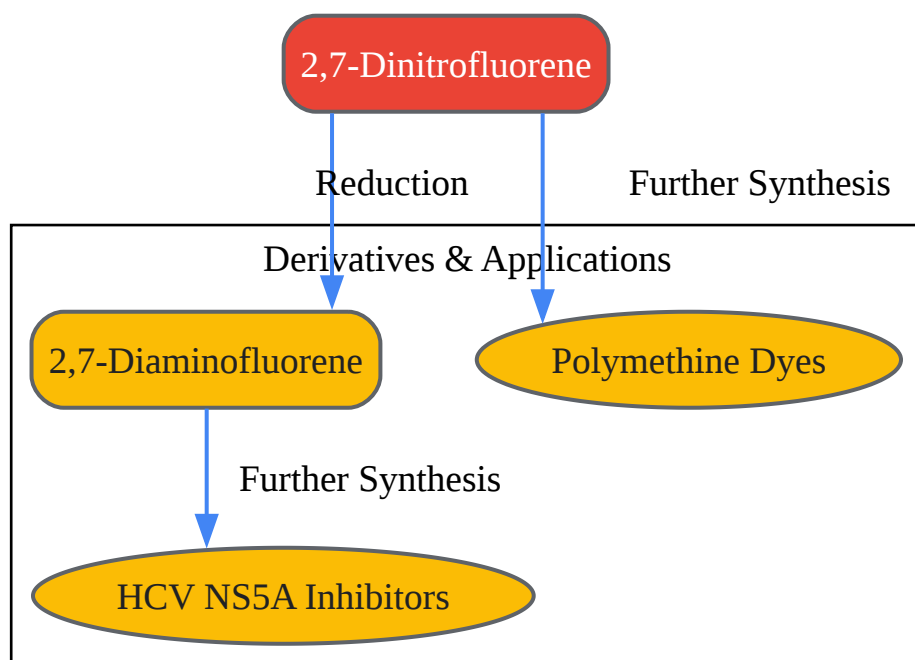 2,7-Dinitrofluorene
Reduction
Further Synthesis
Derivatives & Applications
2,7-Diaminofluorene
Polymethine Dyes
Further Synthesis
HCV NS5A Inhibitors